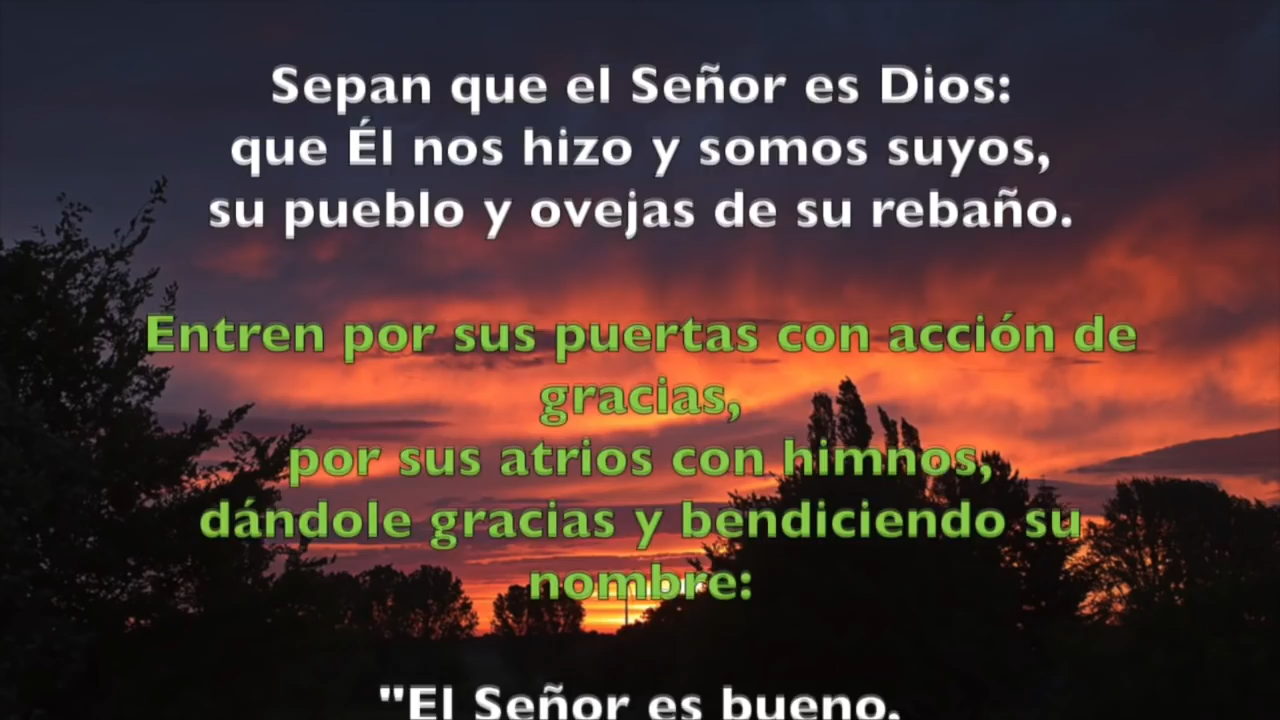 Sepan que el Señor es Dios:
que Él nos hizo y somos suyos,
su pueblo y ovejas de su rebaño.
Entren por sus puertas con acción de
gracias,
por sus atrios con himnos,
dándole gracias y bendiciendo su
nombre:
"El Señor es bueno,